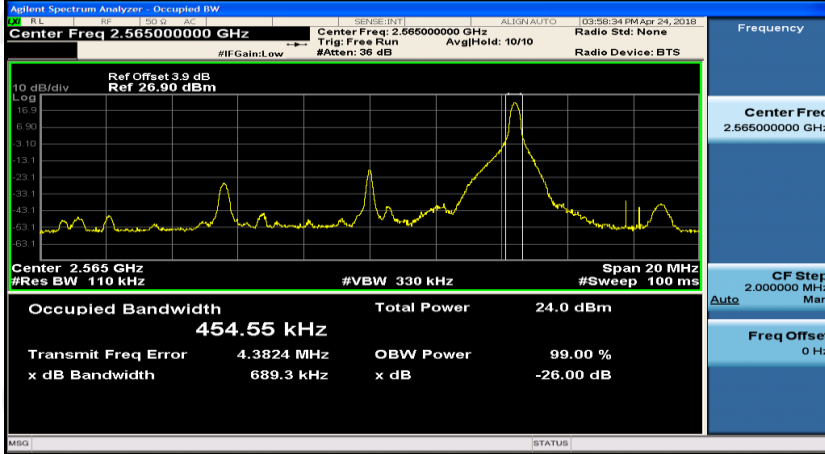 Agilent Spectrum Analyzer - Occupied BW
RL RF 50 Ω AC SENSE:INT ALIGN AUTO 03:58:34 PM Apr 24, 2018
Center Freq 2.565000000 GHz Center Freq: 2.565000000 GHz Radio Std: None
Trig: Free Run Avg|Hold: 10/10
#IFGain:Low #Atten: 36 dB Radio Device: BTS
Ref Offset 3.9 dB
10 dB/div Ref 26.90 dBm
Log
16.9
6.90
-3.10
-13.1
-23.1
-33.1
-43.1
-53.1
-63.1
Center 2.565 GHz Span 20 MHz
#Res BW 110 kHz #VBW 330 kHz #Sweep 100 ms
Occupied Bandwidth Total Power 24.0 dBm
454.55 kHz
Transmit Freq Error 4.3824 MHz OBW Power 99.00 %
x dB Bandwidth 689.3 kHz x dB -26.00 dB
MSG STATUS
Frequency
Center Freq
2.565000000 GHz
CF Step
2.000000 MHz
Auto Man
Freq Offset
0 Hz